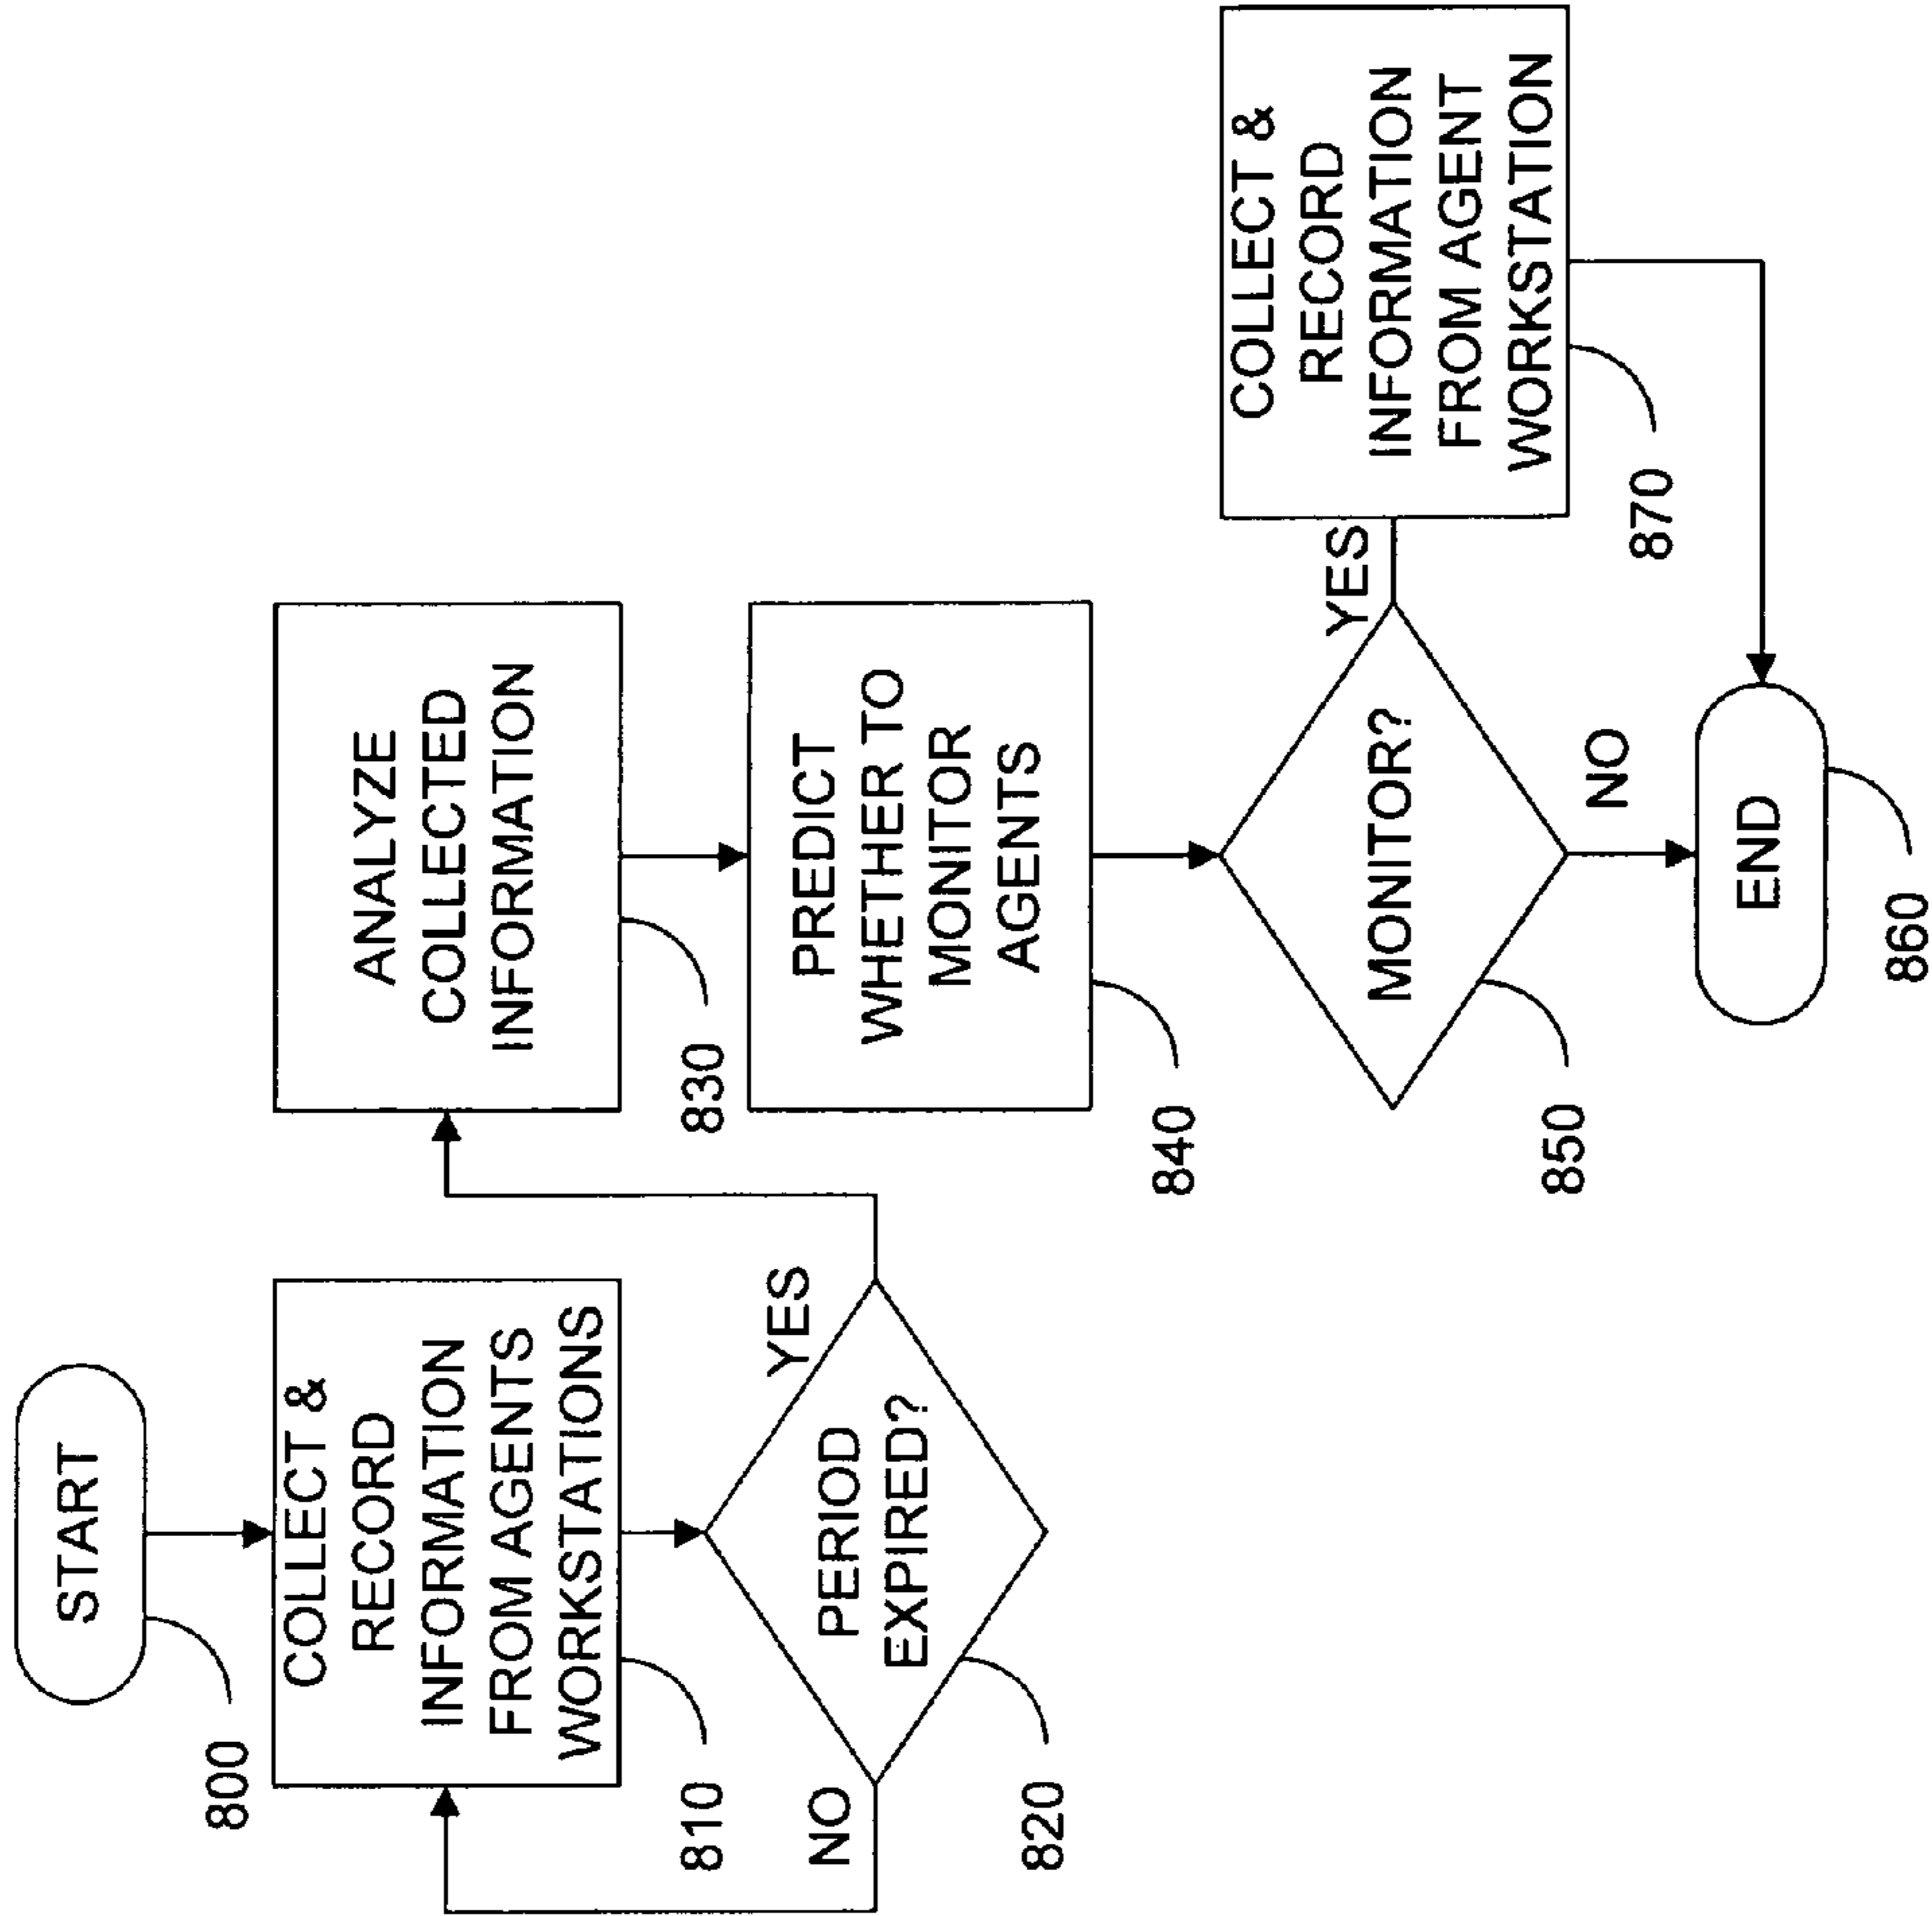 START
800
COLLECT &
RECORD
INFORMATION
FROM AGENTS
WORKSTATIONS
810
PERIOD
EXPIRED?
NO
YES
820
ANALYZE
COLLECTED
INFORMATION
830
PREDICT
WHETHER TO
MONITOR
AGENTS
840
MONITOR?
YES
NO
850
COLLECT &
RECORD
INFORMATION
FROM AGENT
WORKSTATION
870
END
860